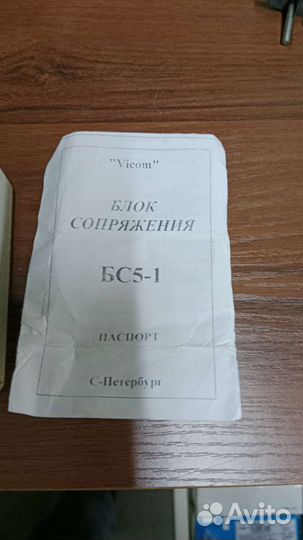 "Vicom"
БЛОК
СОПРЯЖЕНИЯ
БС5-1
ПАСПОРТ
С-Петербург
Avito